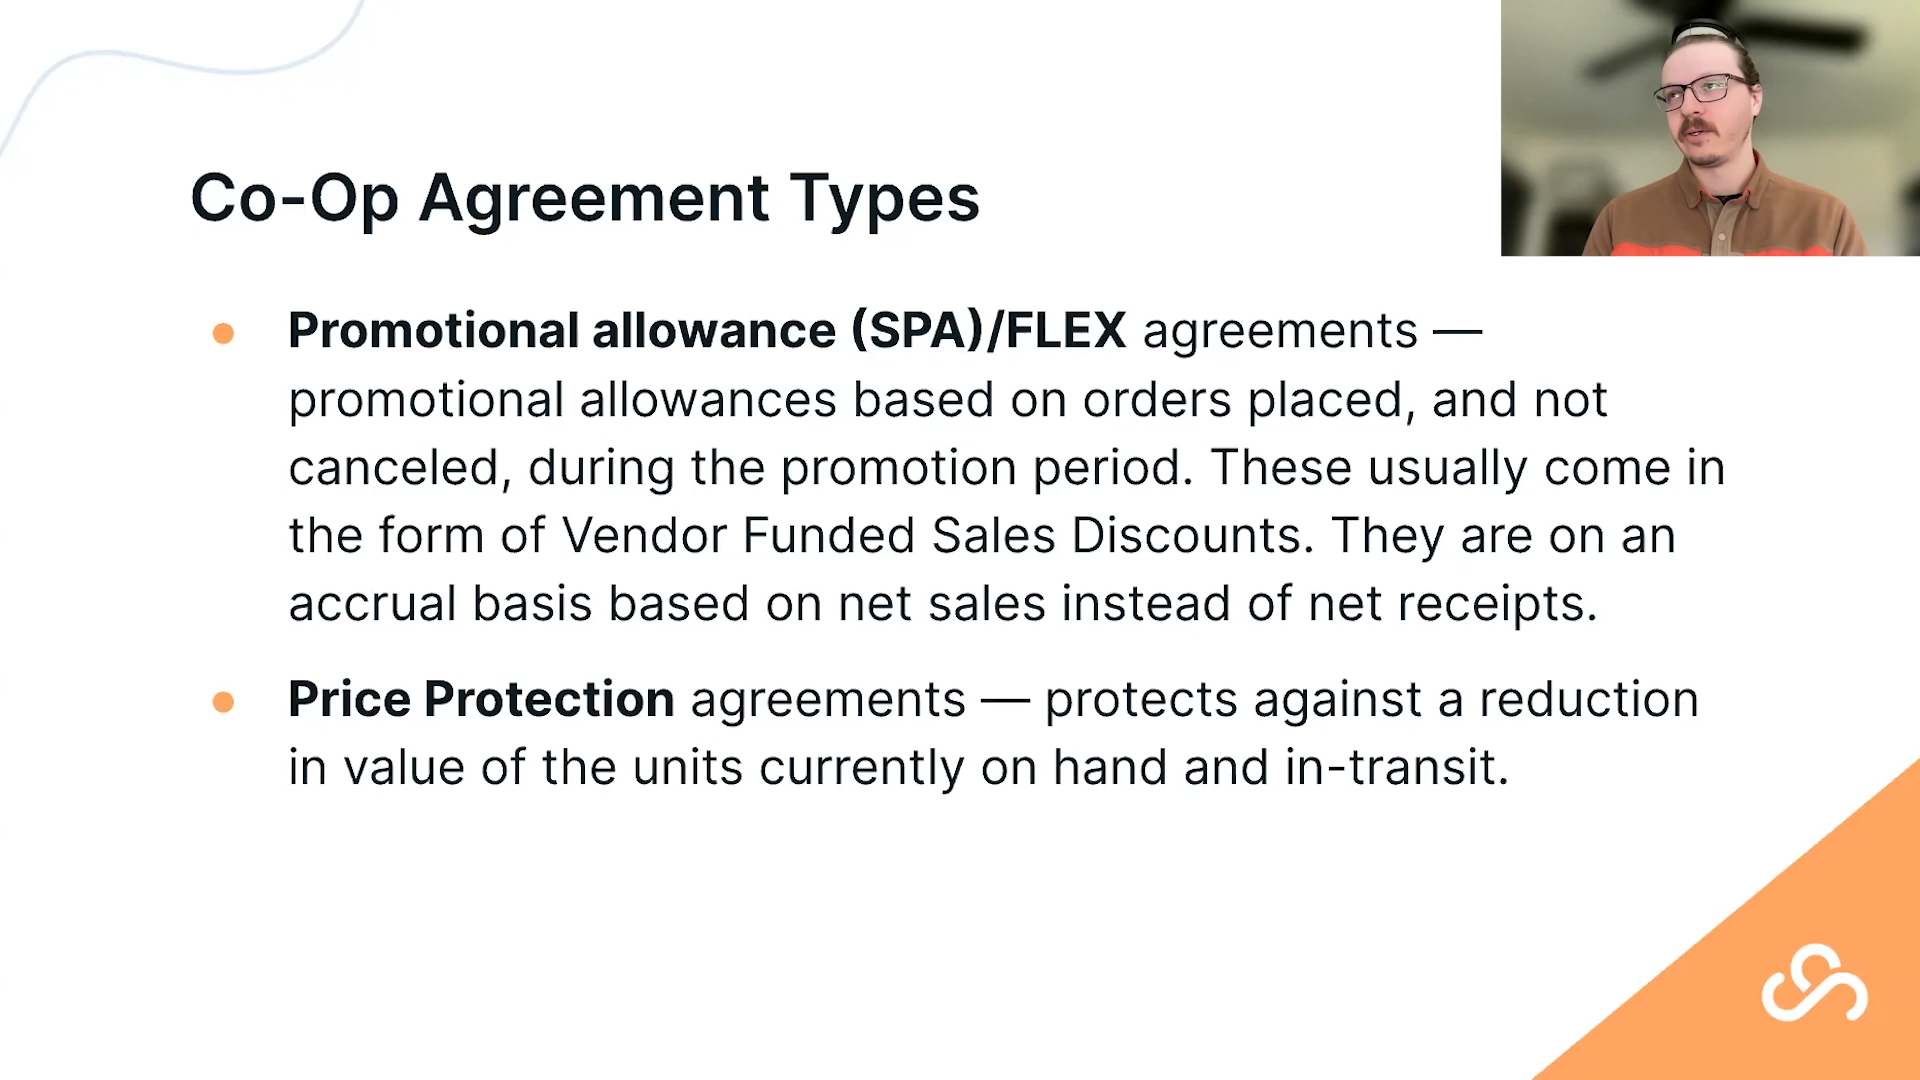 Co-Op Agreement Types
● Promotional allowance (SPA)/FLEX agreements —
promotional allowances based on orders placed, and not
canceled, during the promotion period. These usually come in
the form of Vendor Funded Sales Discounts. They are on an
accrual basis based on net sales instead of net receipts.
● Price Protection agreements — protects against a reduction
in value of the units currently on hand and in-transit.